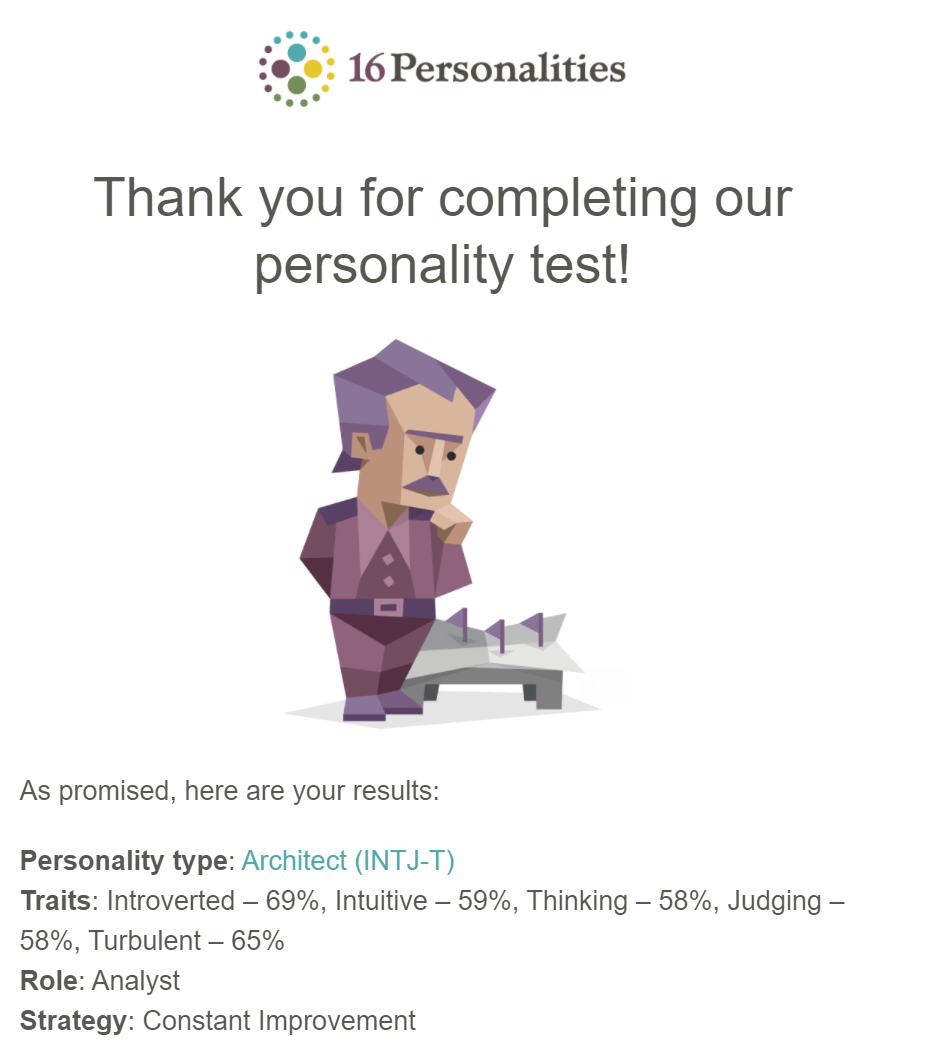 16Personalities
Thank you for completing our
personality test!
As promised, here are your results:
Personality type: Architect (INTJ-T)
Traits: Introverted – 69%, Intuitive – 59%, Thinking – 58%, Judging –
58%, Turbulent – 65%
Role: Analyst
Strategy: Constant Improvement